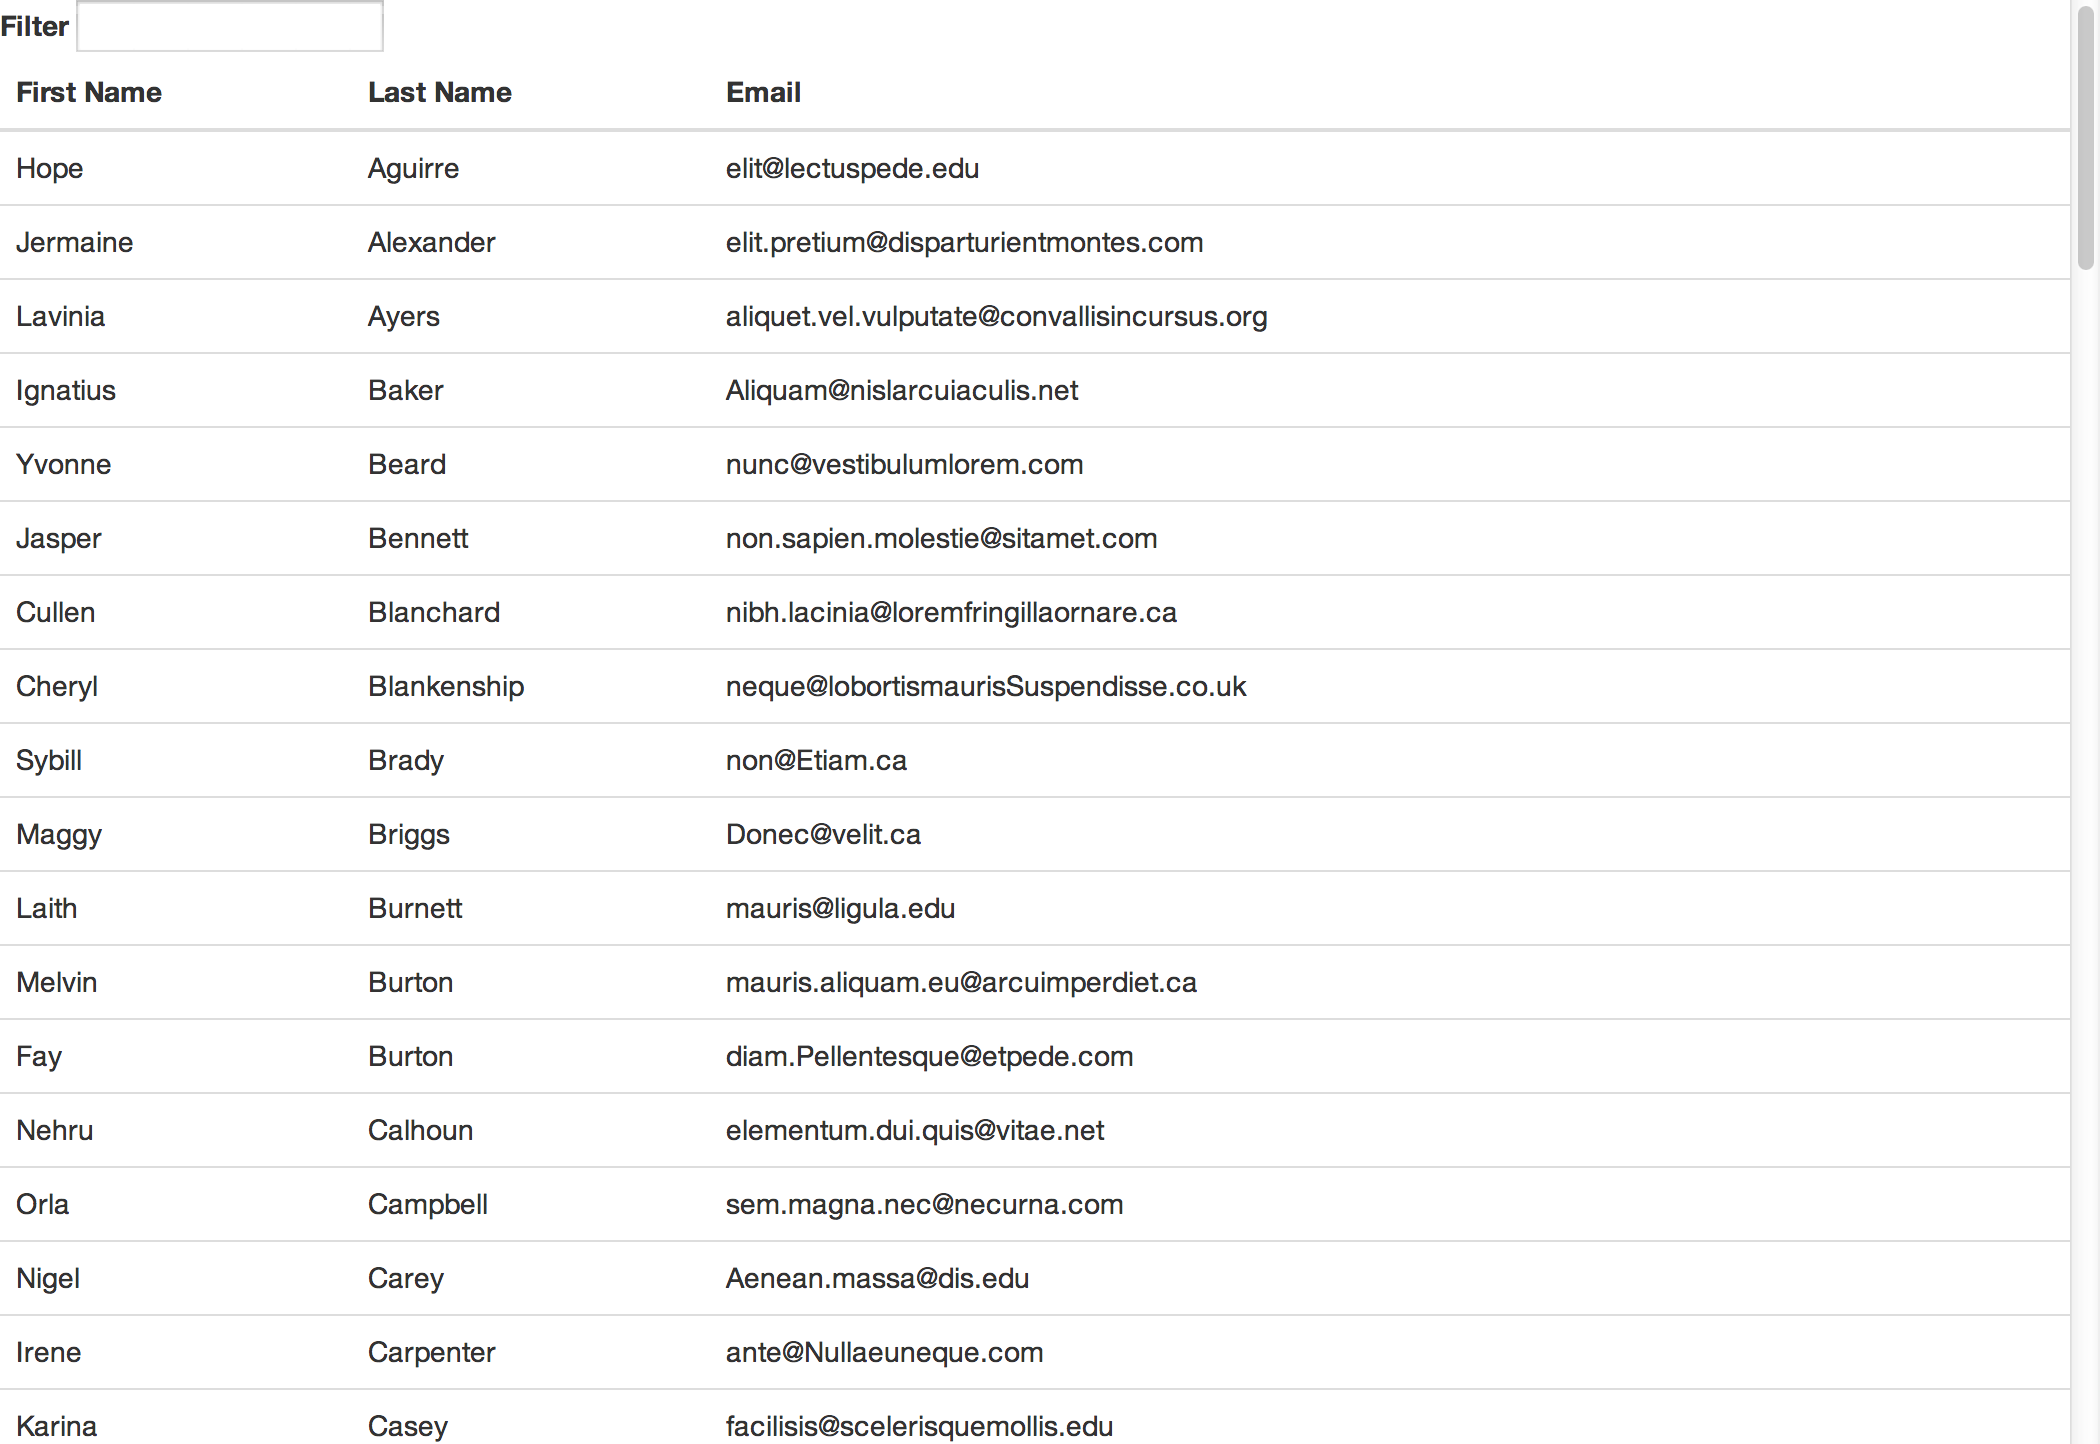 Filter
First Name Last Name Email
Hope Aguirre elit@lectuspede.edu
Jermaine Alexander elit.pretium@disparturientmontes.com
Lavinia Ayers aliquet.vel.vulputate@convallisincursus.org
Ignatius Baker Aliquam@nislarcuiaculis.net
Yvonne Beard nunc@vestibulumlorem.com
Jasper Bennett non.sapien.molestie@sitamet.com
Cullen Blanchard nibh.lacinia@loremfringillaornare.ca
Cheryl Blankenship neque@lobortismaurisSuspendisse.co.uk
Sybill Brady non@Etiam.ca
Maggy Briggs Donec@velit.ca
Laith Burnett mauris@ligula.edu
Melvin Burton mauris.aliquam.eu@arcuimperdiet.ca
Fay Burton diam.Pellentesque@etpede.com
Nehru Calhoun elementum.dui.quis@vitae.net
Orla Campbell sem.magna.nec@necurna.com
Nigel Carey Aenean.massa@dis.edu
Irene Carpenter ante@Nullaeuneque.com
Karina Casey facilisis@scelerisquemollis.edu